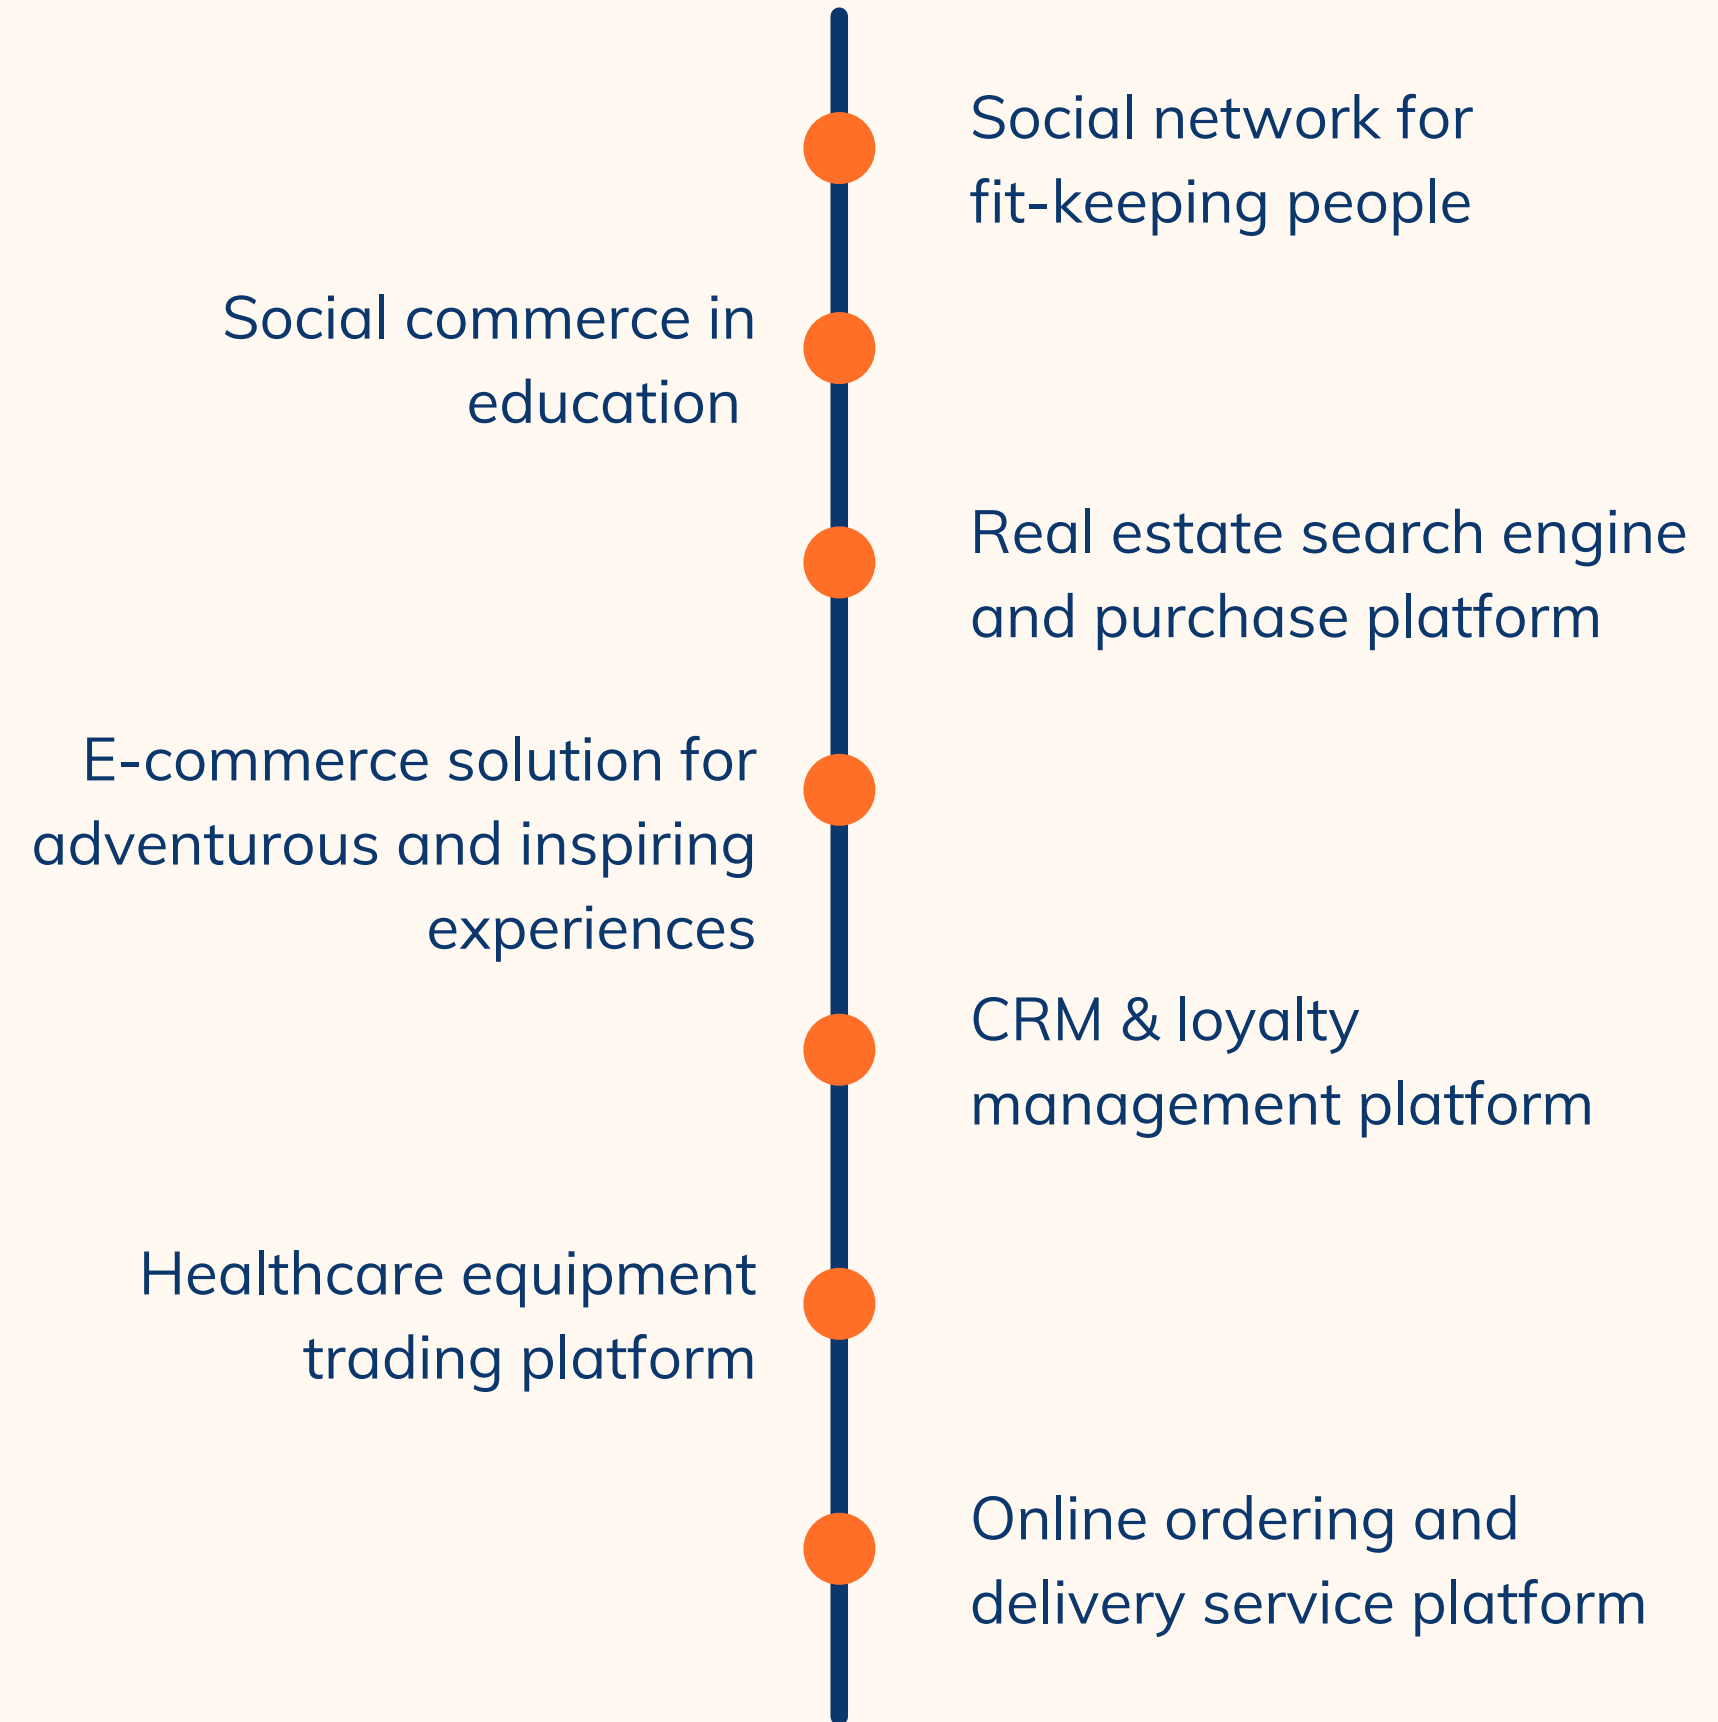 Social network for
fit-keeping people
Social commerce in
education
Real estate search engine
and purchase platform
E-commerce solution for
adventurous and inspiring
experiences
CRM & loyalty
management platform
Healthcare equipment
trading platform
Online ordering and
delivery service platform